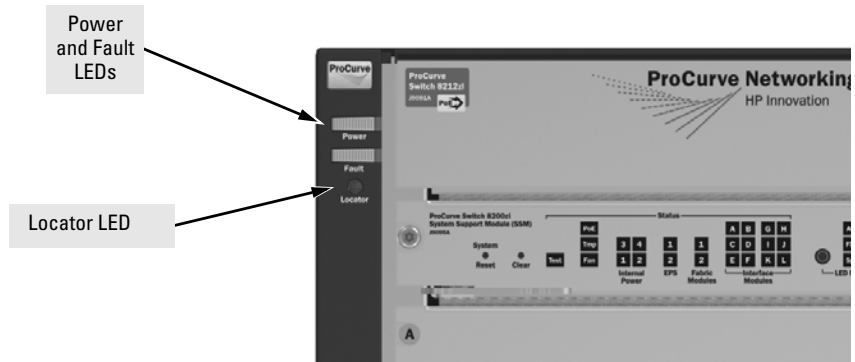 Power
and Fault
LEDs
Locator LED
ProCurve
Power
Fault
Locator
ProCurve
Switch 8212zl
J9091A
PoE
ProCurve Networking
HP Innovation
ProCurve Switch 8200zl
System Support Module (SSM)
J9095A
System
Reset
Clear
Status
Test
PoE
Tmp
Fan
3 4
1 2
Internal
Power
1
2
EPS
1
2
Fabric
Modules
A B G H
C D I J
E F K L
Interface
Modules
LED
A